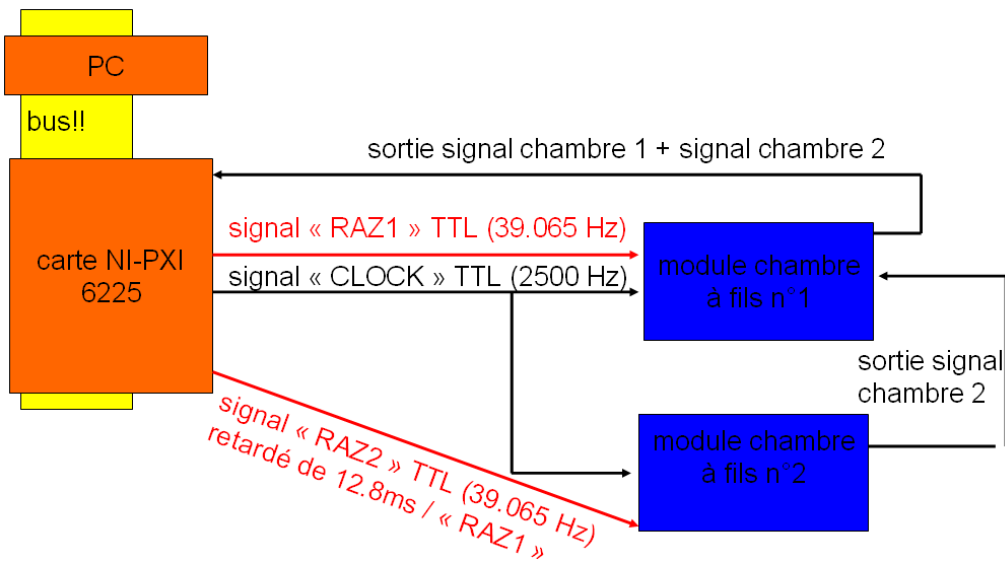 PC
bus!!
sortie signal chambre 1 + signal chambre 2
signal « RAZ1 » TTL (39.065 Hz)
carte NI-PXI
6225
signal « CLOCK » TTL (2500 Hz)
module chambre
à fils n°1
sortie signal
chambre 2
signal « RAZ2 » TTL (39.065 Hz)
retardé de 12.8ms / « RAZ1 »
module chambre
à fils n°2